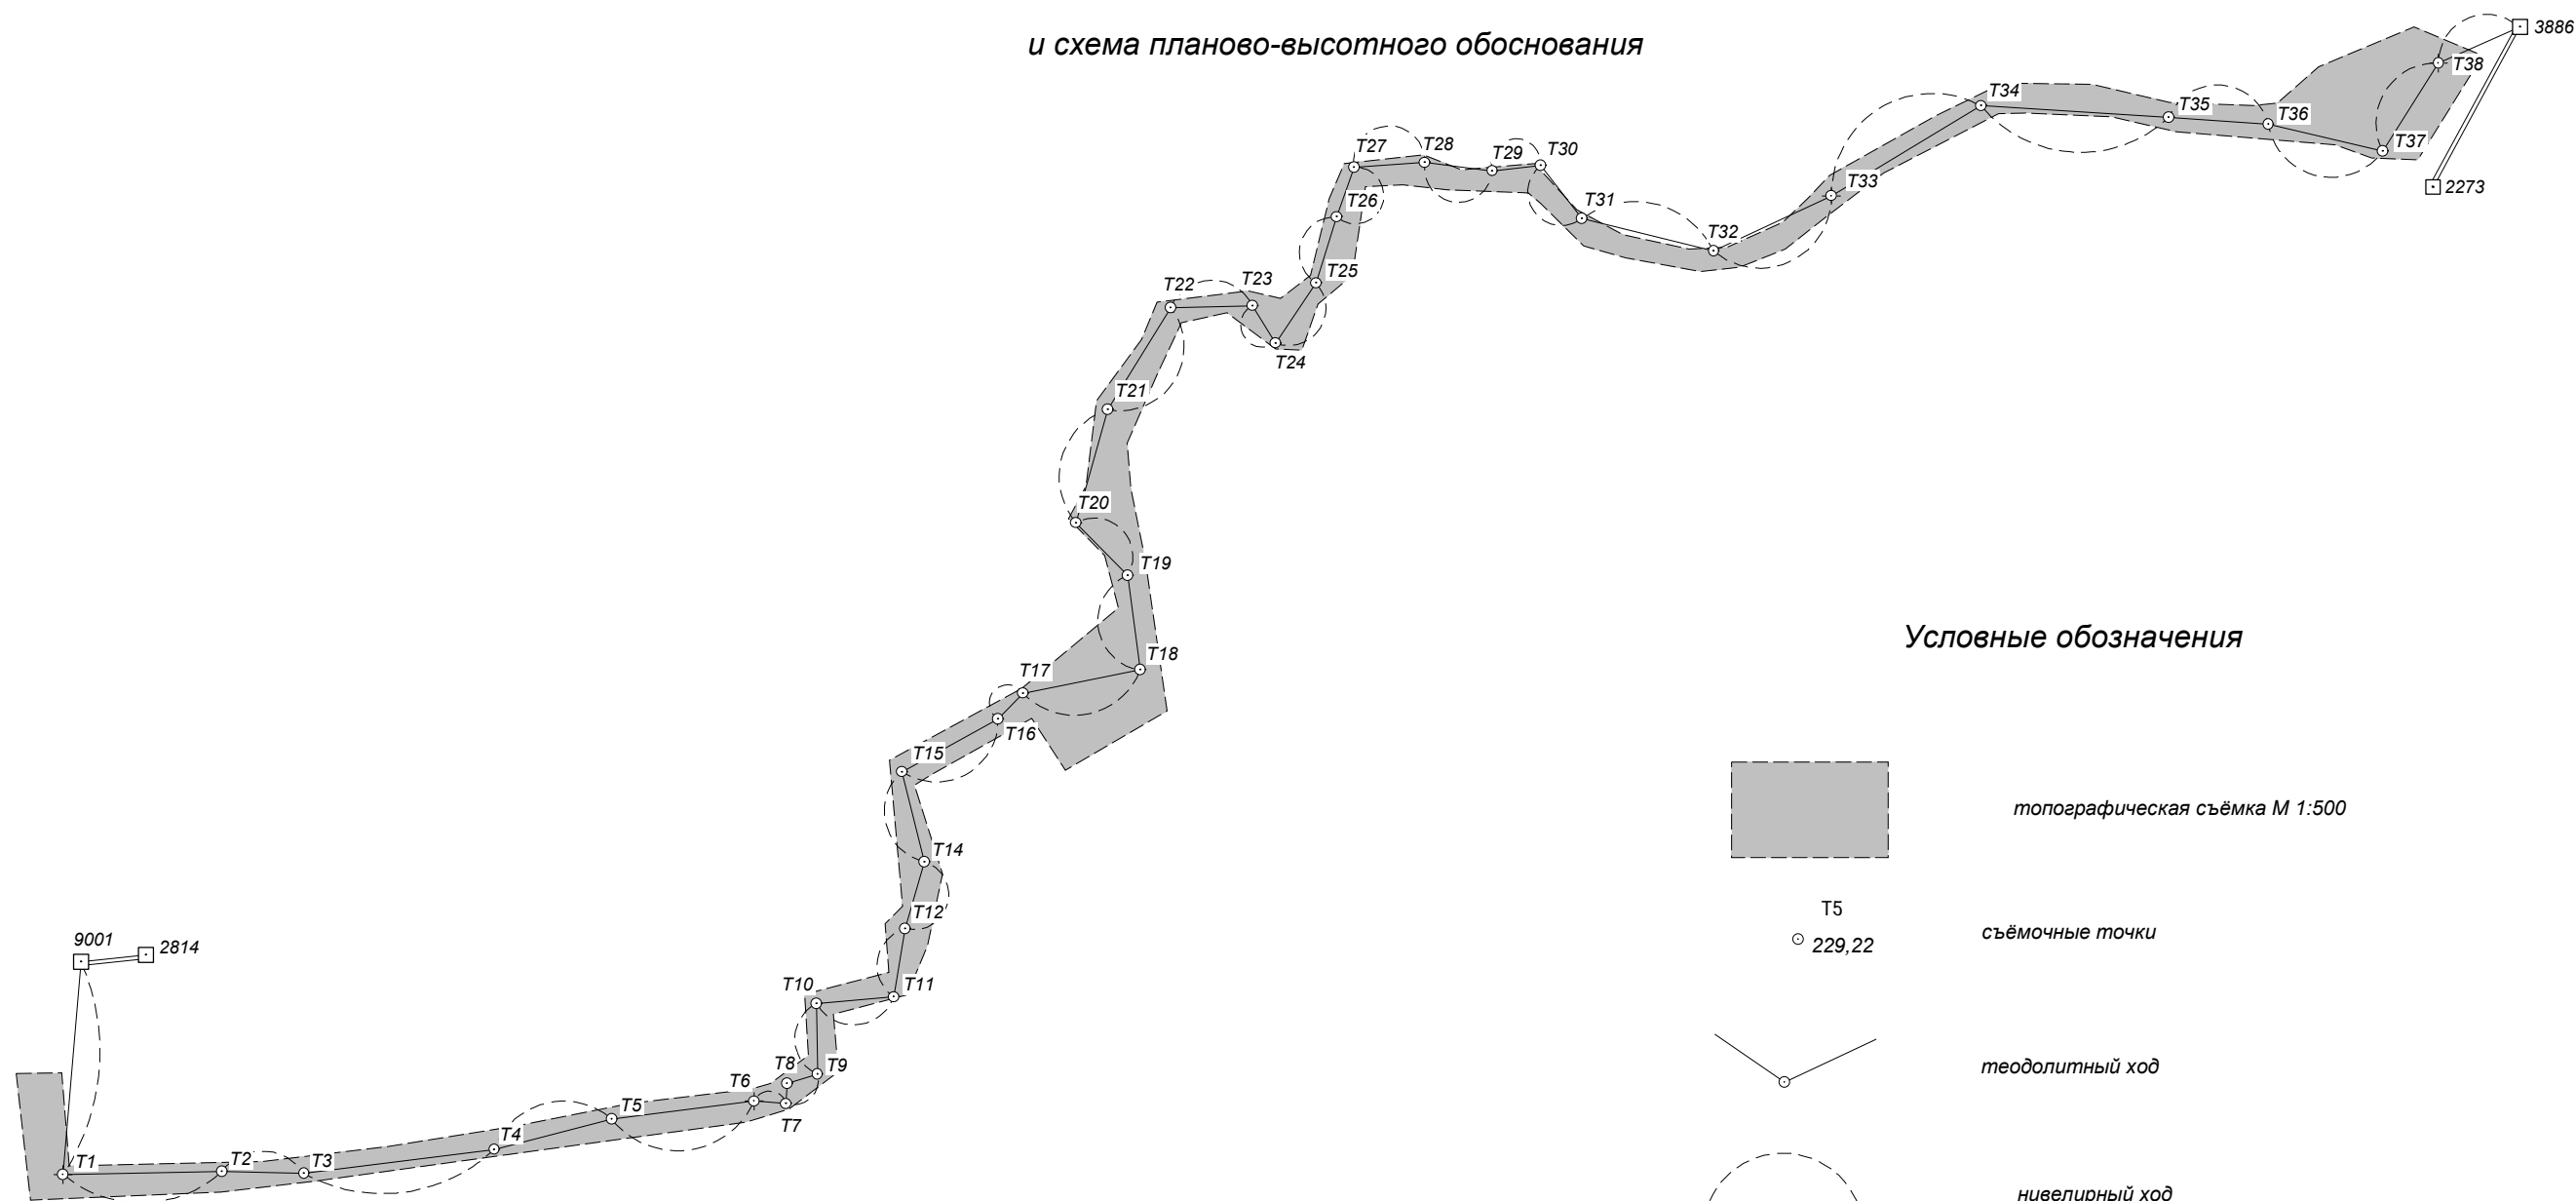 и схема планово-высотного обоснования
3886
T38
T34
T35
T36
T37
T27
T28
T29
T30
T33
2273
T26
T31
T32
T25
T22
T23
T24
T21
T20
T19
Условные обозначения
T18
T17
T16
T15
топографическая съёмка М 1:500
T14
T5
T12
съёмочные точки
229,22
9001
2814
T10
T11
теодолитный ход
T8
T9
T6
T5
T7
T4
T1
T2
T3
нивелирный ход